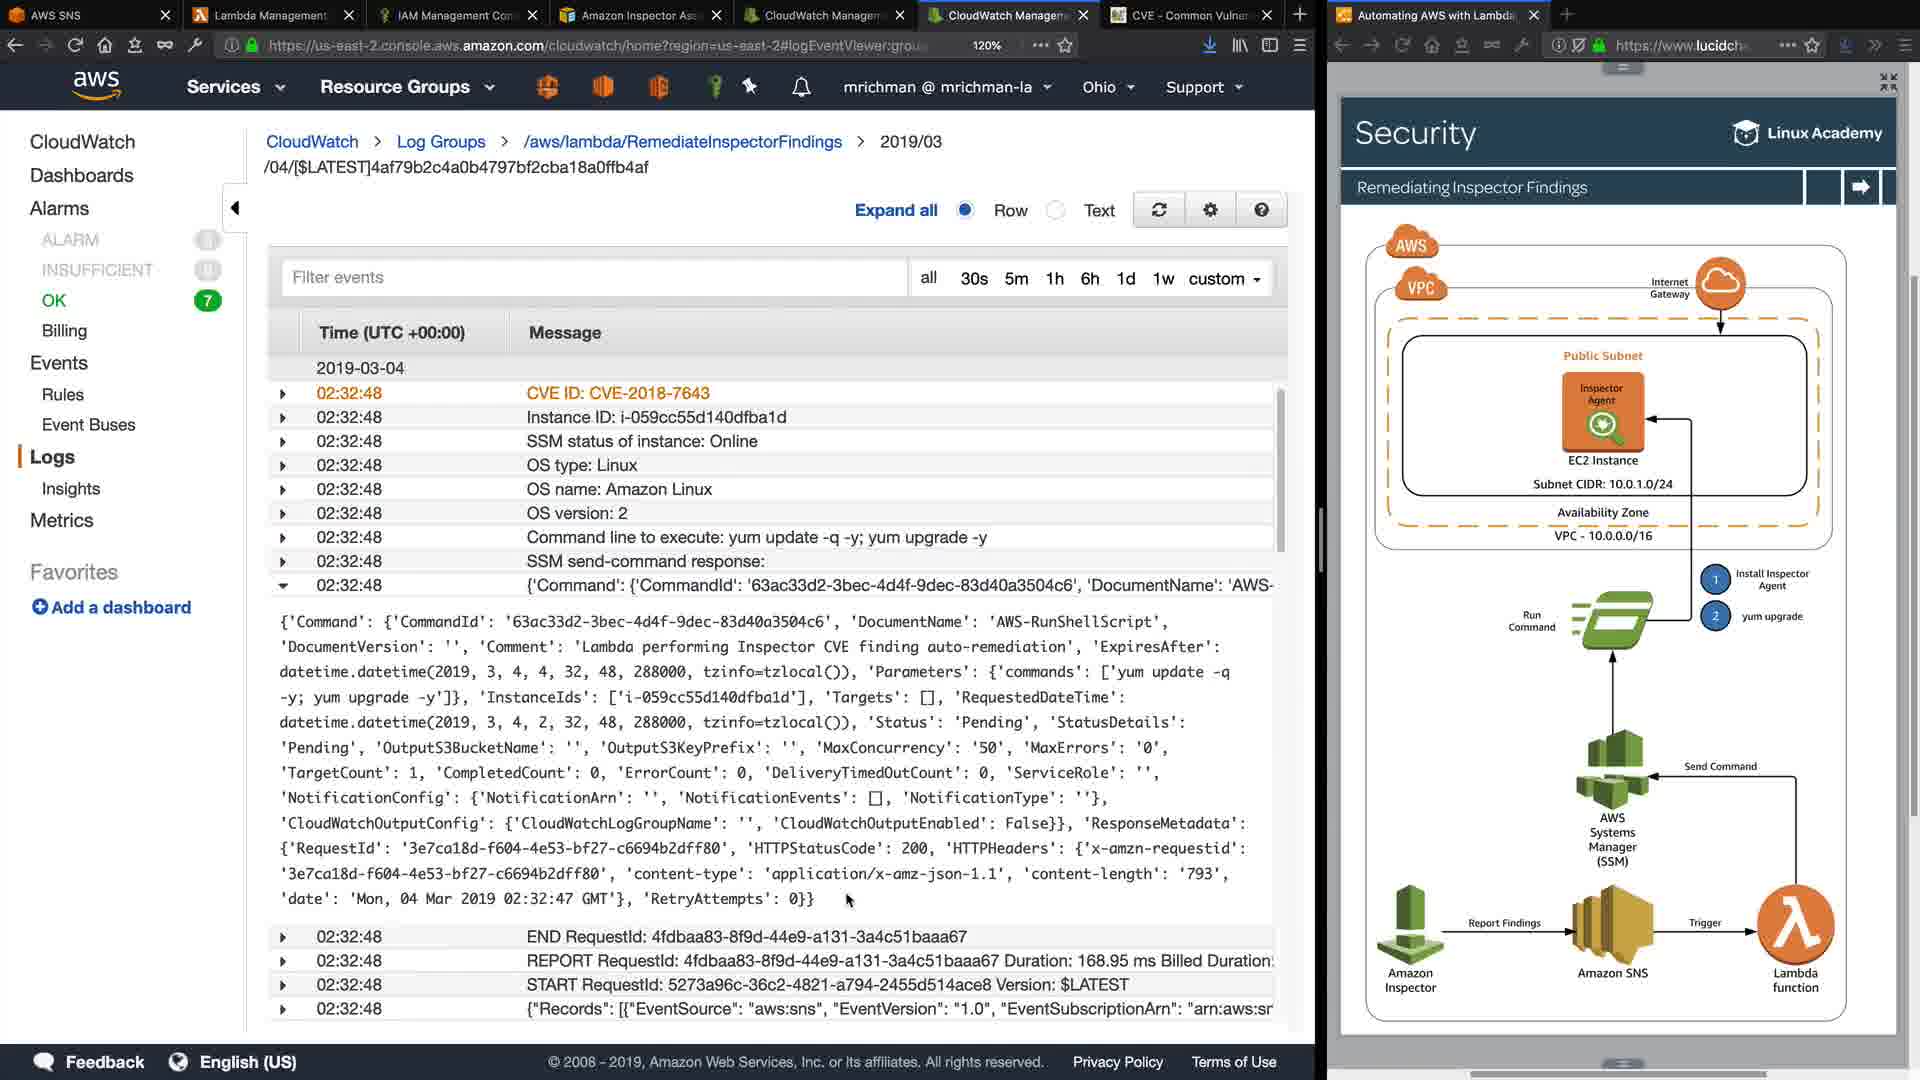 AWS SNS
Lambda Management
IAM Management Con
Amazon Inspector Ass
CloudWatch Managem
CloudWatch Managem
CVE - Common Vulner
Automating AWS with Lambda
https://us-east-2.console.aws.amazon.com/cloudwatch/home?region=us-east-2#logEventViewer:grou
120%
https://www.lucidch
aws
Services
Resource Groups
mrichman @ mrichman-la
Ohio
Support
CloudWatch
Dashboards
Alarms
ALARM
INSUFFICIENT
OK 7
Billing
Events
Rules
Event Buses
Logs
Insights
Metrics
Favorites
Add a dashboard
CloudWatch > Log Groups > /aws/lambda/RemediateInspectorFindings > 2019/03
/04/[$LATEST]4af79b2c4a0b4797bf2cba18a0ffb4af
Expand all Row Text
Filter events
all 30s 5m 1h 6h 1d 1w custom
Time (UTC +00:00) Message
2019-03-04
02:32:48 CVE ID: CVE-2018-7643
02:32:48 Instance ID: i-059cc55d140dfba1d
02:32:48 SSM status of instance: Online
02:32:48 OS type: Linux
02:32:48 OS name: Amazon Linux
02:32:48 OS version: 2
02:32:48 Command line to execute: yum update -q -y; yum upgrade -y
02:32:48 SSM send-command response:
02:32:48 {'Command': {'CommandId': '63ac33d2-3bec-4d4f-9dec-83d40a3504c6', 'DocumentName': 'AWS-
{'Command': {'CommandId': '63ac33d2-3bec-4d4f-9dec-83d40a3504c6', 'DocumentName': 'AWS-RunShellScript',
'DocumentVersion': '', 'Comment': 'Lambda performing Inspector CVE finding auto-remediation', 'ExpiresAfter':
datetime.datetime(2019, 3, 4, 4, 32, 48, 288000, tzinfo=tzlocal()), 'Parameters': {'commands': ['yum update -q
-y; yum upgrade -y']}, 'InstanceIds': ['i-059cc55d140dfba1d'], 'Targets': [], 'RequestedDateTime':
datetime.datetime(2019, 3, 4, 2, 32, 48, 288000, tzinfo=tzlocal()), 'Status': 'Pending', 'StatusDetails':
'Pending', 'OutputS3BucketName': '', 'OutputS3KeyPrefix': '', 'MaxConcurrency': '50', 'MaxErrors': '0',
'TargetCount': 1, 'CompletedCount': 0, 'ErrorCount': 0, 'DeliveryTimedOutCount': 0, 'ServiceRole': '',
'NotificationConfig': {'NotificationArn': '', 'NotificationEvents': [], 'NotificationType': ''},
'CloudWatchOutputConfig': {'CloudWatchLogGroupName': '', 'CloudWatchOutputEnabled': False}}, 'ResponseMetadata':
{'RequestId': '3e7ca18d-f604-4e53-bf27-c6694b2dff80', 'HTTPStatusCode': 200, 'HTTPHeaders': {'x-amzn-requestid':
'3e7ca18d-f604-4e53-bf27-c6694b2dff80', 'content-type': 'application/x-amz-json-1.1', 'content-length': '793',
'date': 'Mon, 04 Mar 2019 02:32:47 GMT'}, 'RetryAttempts': 0}}
02:32:48 END RequestId: 4fdbaa83-8f9d-44e9-a131-3a4c51baaa67
02:32:48 REPORT RequestId: 4fdbaa83-8f9d-44e9-a131-3a4c51baaa67 Duration: 168.95 ms Billed Duration:
02:32:48 START RequestId: 5273a96c-36c2-4821-a794-2455d514ace8 Version: $LATEST
02:32:48 {"Records": [{"EventSource": "aws:sns", "EventVersion": "1.0", "EventSubscriptionArn": "arn:aws:sn
Feedback
English (US)
© 2008 - 2019, Amazon Web Services, Inc. or its affiliates. All rights reserved.
Privacy Policy
Terms of Use
Security
Linux Academy
Remediating Inspector Findings
AWS
VPC
Internet
Gateway
Public Subnet
Inspector
Agent
EC2 Instance
Subnet CIDR: 10.0.1.0/24
Availability Zone
VPC - 10.0.0.0/16
Run
Command
1 Install Inspector
Agent
2 yum upgrade
Send Command
AWS
Systems
Manager
(SSM)
Report Findings
Trigger
Amazon
Inspector
Amazon SNS
Lambda
function